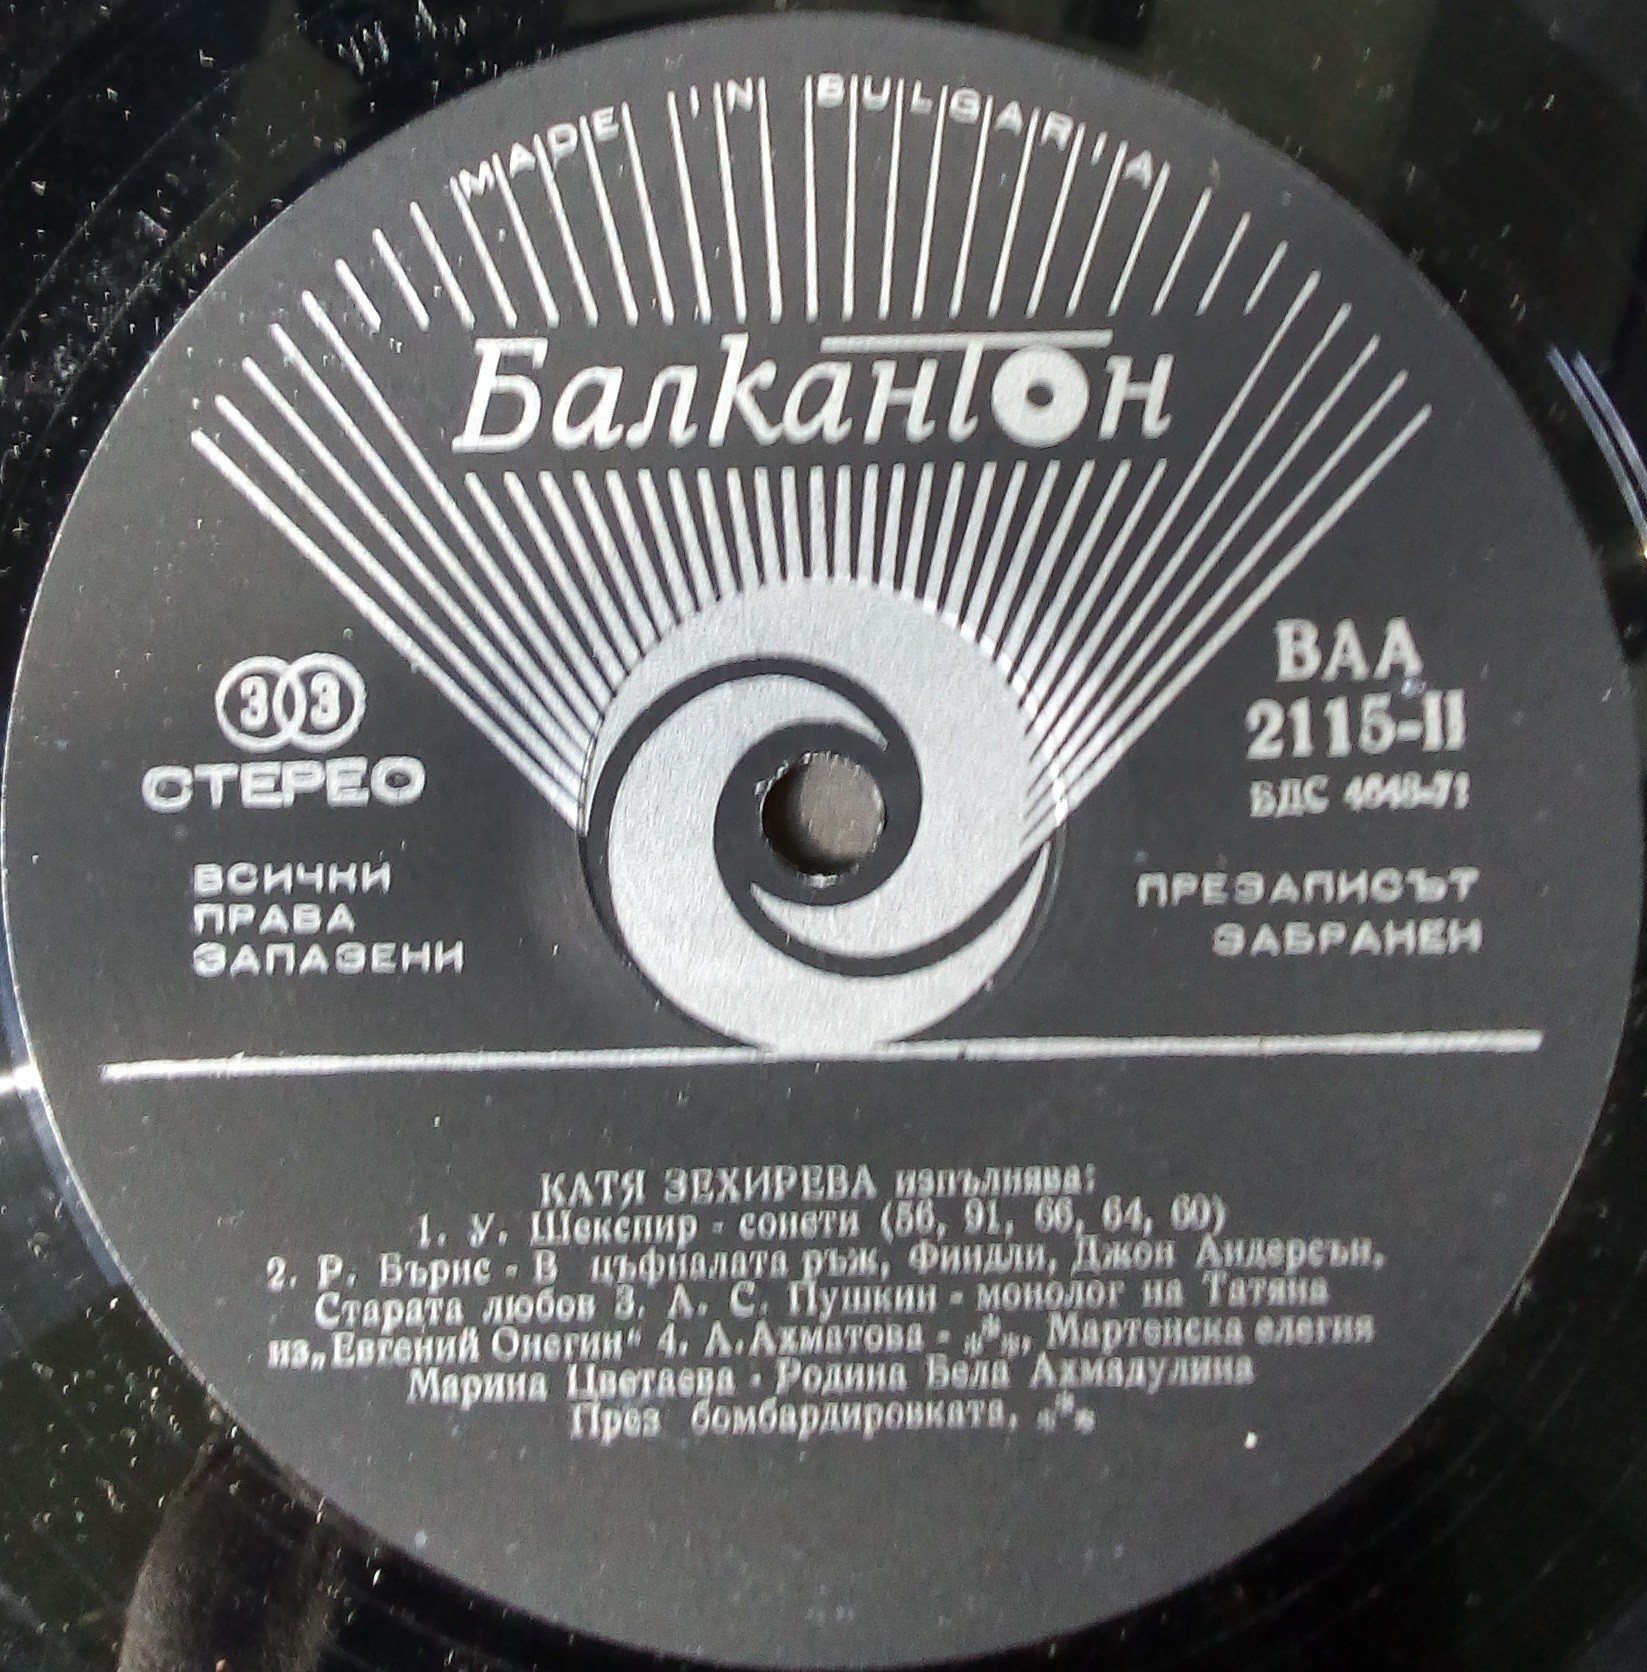 MADE IN BULGARIA
Балкантон
33
СТЕРЕО
ВСИЧКИ
ПРАВА
ЗАПАЗЕНИ
ВАА
2115-II
БДС 4648-71
ПРЕЗАПИСЪТ
ЗАБРАНЕН
КАТЯ ЗЕХИРЕВА изпълнява:
1. У. Шекспир - сонети (56, 91, 66, 64, 60)
2. Р. Бърнс - В цъфналата ръж, Финдли, Джон Андерсън,
Старата любов 3. А. С. Пушкин - монолог на Татяна
из„Евгений Онегин" 4. А.Ахматова - ***, Мартенска елегия
Марина Цветаева - Родина Бела Ахмадулина
През бомбардировката, ***